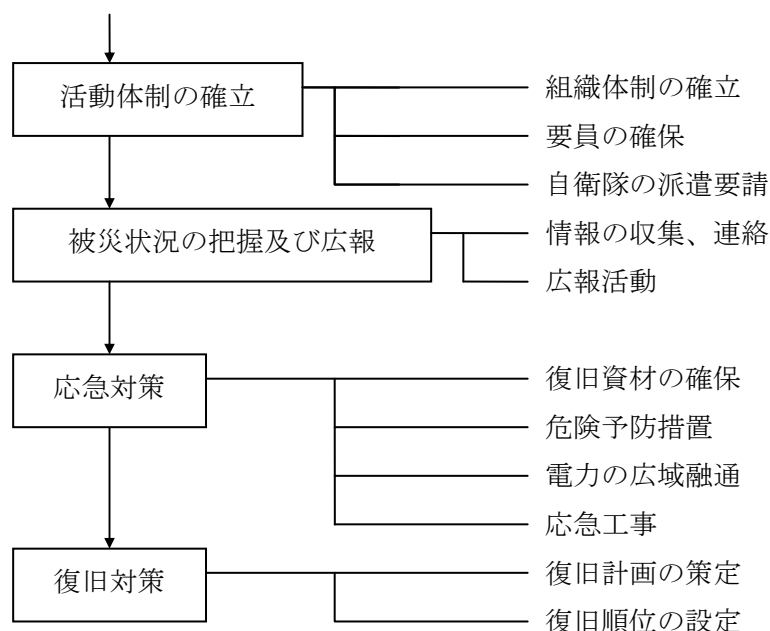 活動体制の確立
組織体制の確立
要員の確保
自衛隊の派遣要請
被災状況の把握及び広報
情報の収集、連絡
広報活動
応急対策
復旧資材の確保
危険予防措置
電力の広域融通
応急工事
復旧対策
復旧計画の策定
復旧順位の設定